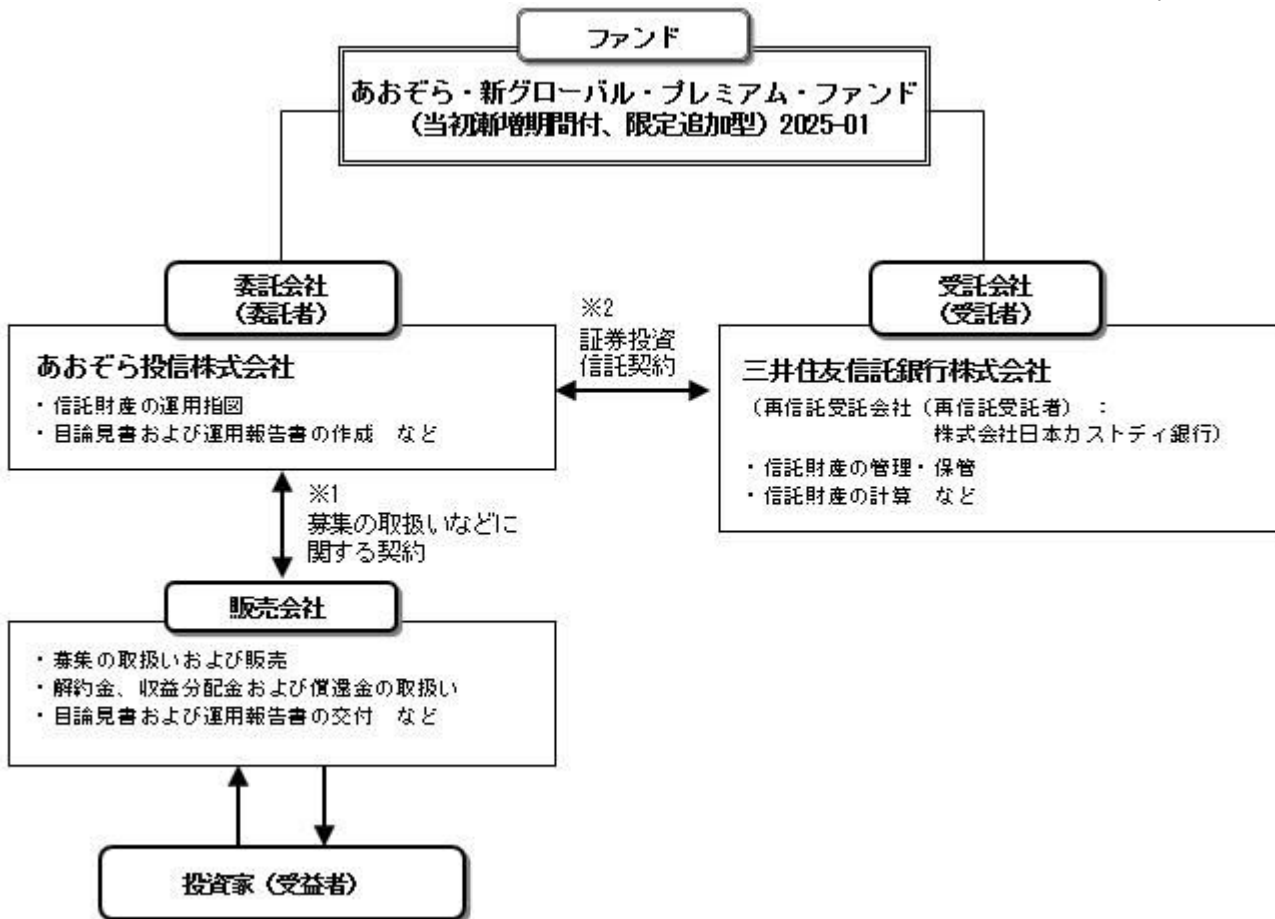 ファンド
あおぞら・新グローバル・プレミアム・ファンド
（当初漸増期間付、限定追加型）2025-01
委託会社
（委託者）
あおぞら投信株式会社
・信託財産の運用指図
・目論見書および運用報告書の作成　など
※2
証券投資
信託契約
受託会社
（受託者）
三井住友信託銀行株式会社
（再信託受託会社（再信託受託者）：
株式会社日本カストディ銀行）
・信託財産の管理・保管
・信託財産の計算　など
※1
募集の取扱いなどに
関する契約
販売会社
・募集の取扱いおよび販売
・解約金、収益分配金および償還金の取扱い
・目論見書および運用報告書の交付　など
投資家（受益者）